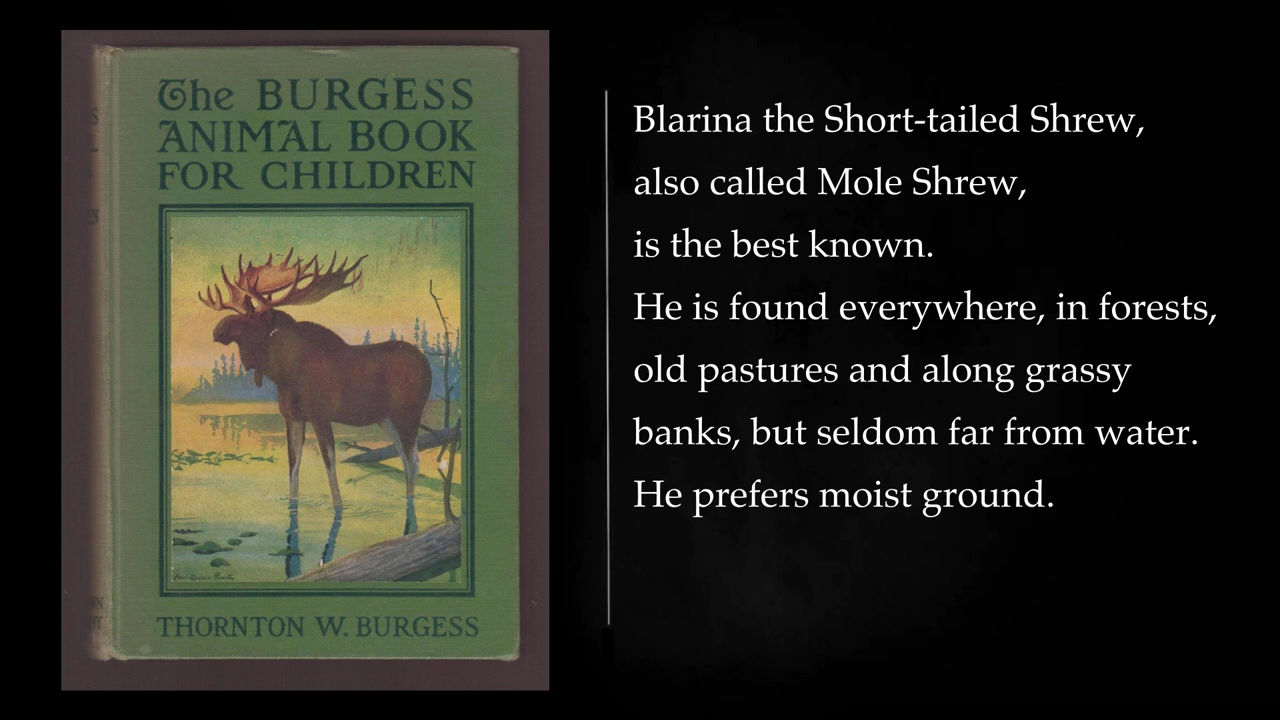 The BURGESS
ANIMAL BOOK
FOR CHILDREN
THORNTON W. BURGESS
Blarina the Short-tailed Shrew,
also called Mole Shrew,
is the best known.
He is found everywhere, in forests,
old pastures and along grassy
banks, but seldom far from water.
He prefers moist ground.